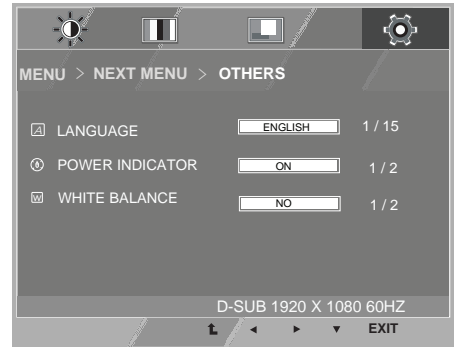 MENU > NEXT MENU > OTHERS
A LANGUAGE ENGLISH 1 / 15
POWER INDICATOR ON 1 / 2
W WHITE BALANCE NO 1 / 2
D-SUB 1920 X 1080 60HZ
EXIT